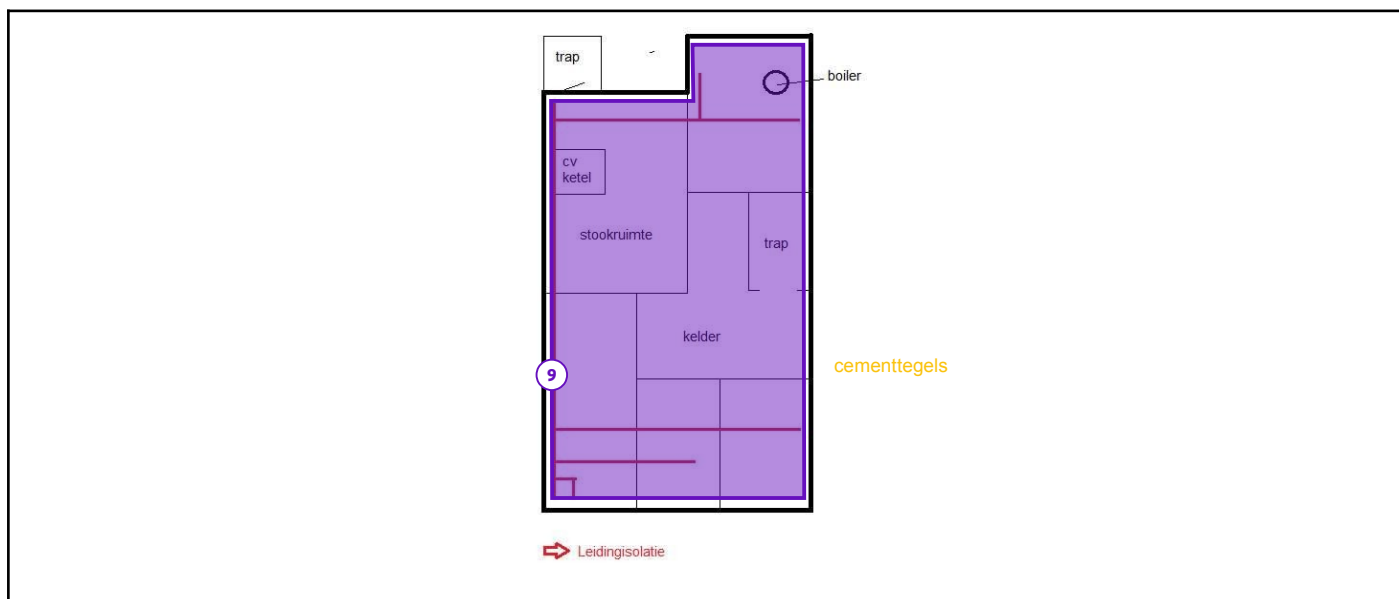 trap
boiler
cv
ketel
stookruimte
trap
kelder
cementtegels
9
Leidingisolatie